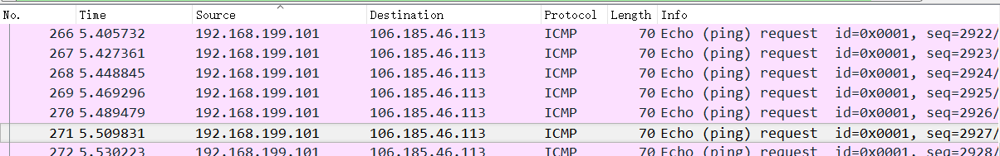 No. Time Source Destination Protocol Length Info
266 5.405732 192.168.199.101 106.185.46.113 ICMP 70 Echo (ping) request id=0x0001, seq=2922/
267 5.427361 192.168.199.101 106.185.46.113 ICMP 70 Echo (ping) request id=0x0001, seq=2923/
268 5.448845 192.168.199.101 106.185.46.113 ICMP 70 Echo (ping) request id=0x0001, seq=2924/
269 5.469296 192.168.199.101 106.185.46.113 ICMP 70 Echo (ping) request id=0x0001, seq=2925/
270 5.489479 192.168.199.101 106.185.46.113 ICMP 70 Echo (ping) request id=0x0001, seq=2926/
271 5.509831 192.168.199.101 106.185.46.113 ICMP 70 Echo (ping) request id=0x0001, seq=2927/
272 5.530223 192.168.199.101 106.185.46.113 ICMP 70 Echo (ping) request id=0x0001, seq=2928/